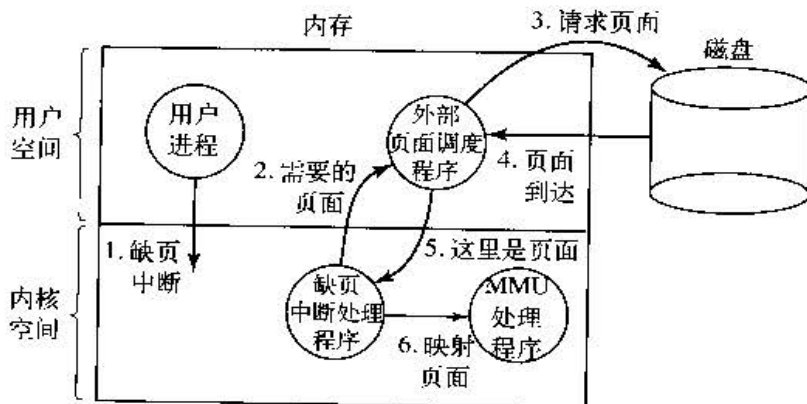 内存
3. 请求页面
磁盘
用户
空间
用户
进程
外部
页面调度
程序
2. 需要的
页面
4. 页面
到达
1. 缺页
中断
5. 这里是页面
内核
空间
缺页
中断处理
程序
MMU
处理
程序
6. 映射
页面